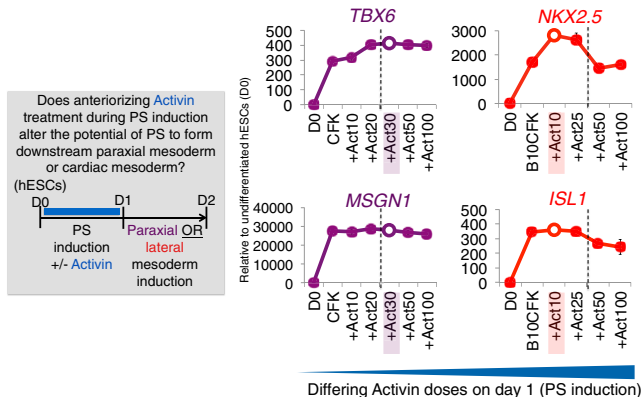 Does anteriorizing Activin
treatment during PS induction
alter the potential of PS to form
downstream paraxial mesoderm
or cardiac mesoderm?
(hESCs)
D0 D1 D2
PS
induction
+/- Activin
Paraxial OR
lateral
mesoderm
induction
Relative to undifferentiated hESCs (D0)
TBX6
500
400
300
200
100
0
D0
CFK
+Act10
+Act20
+Act30
+Act50
+Act100
NKX2.5
3000
2000
1000
0
D0
B10CFK
+Act10
+Act25
+Act50
+Act100
MSGN1
40000
30000
20000
10000
0
D0
CFK
+Act10
+Act20
+Act30
+Act50
+Act100
ISL1
500
400
300
200
100
0
D0
B10CFK
+Act10
+Act25
+Act50
+Act100
Differing Activin doses on day 1 (PS induction)